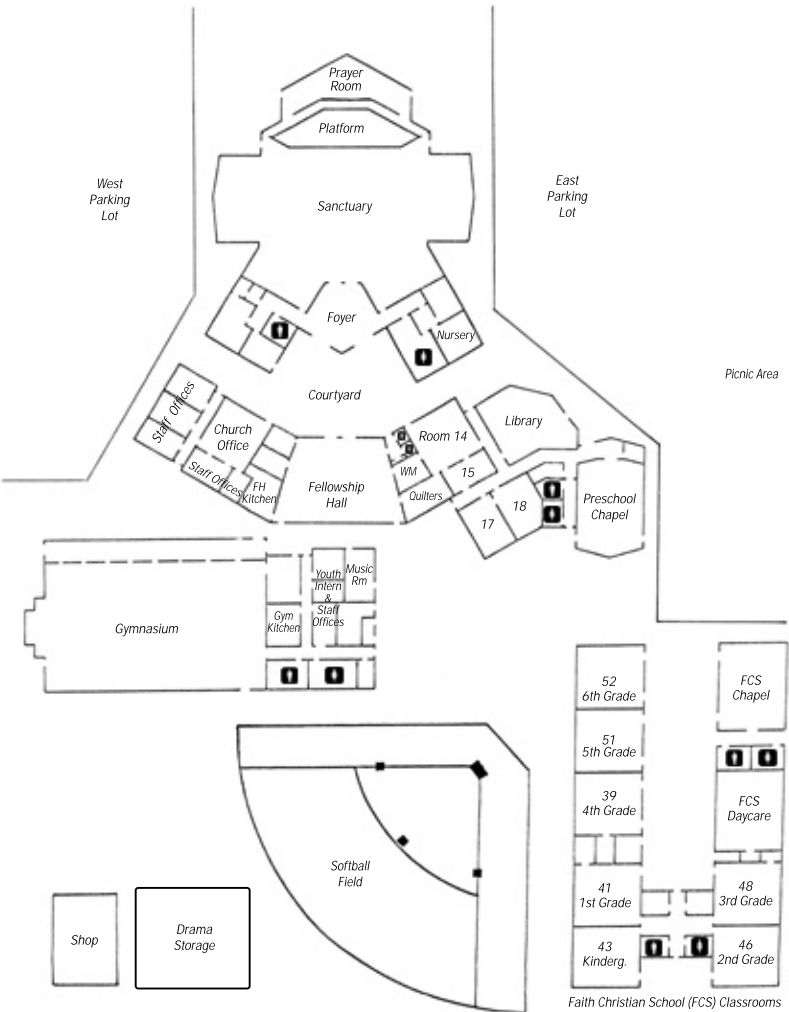 Prayer
Room
Platform
West
Parking
Lot
East
Parking
Lot
Sanctuary
Foyer
Nursery
Picnic Area
Courtyard
Staff Offices
Church
Office
Room 14
Library
Staff Offices
FH
Kitchen
Fellowship
Hall
WM
15
Quilters
17
18
Preschool
Chapel
Gymnasium
Gym
Kitchen
Youth
Intern
&
Staff
Offices
Music
Rm
52
6th Grade
FCS
Chapel
51
5th Grade
39
4th Grade
FCS
Daycare
Softball
Field
41
1st Grade
48
3rd Grade
Shop
Drama
Storage
43
Kinderg.
46
2nd Grade
Faith Christian School (FCS) Classrooms